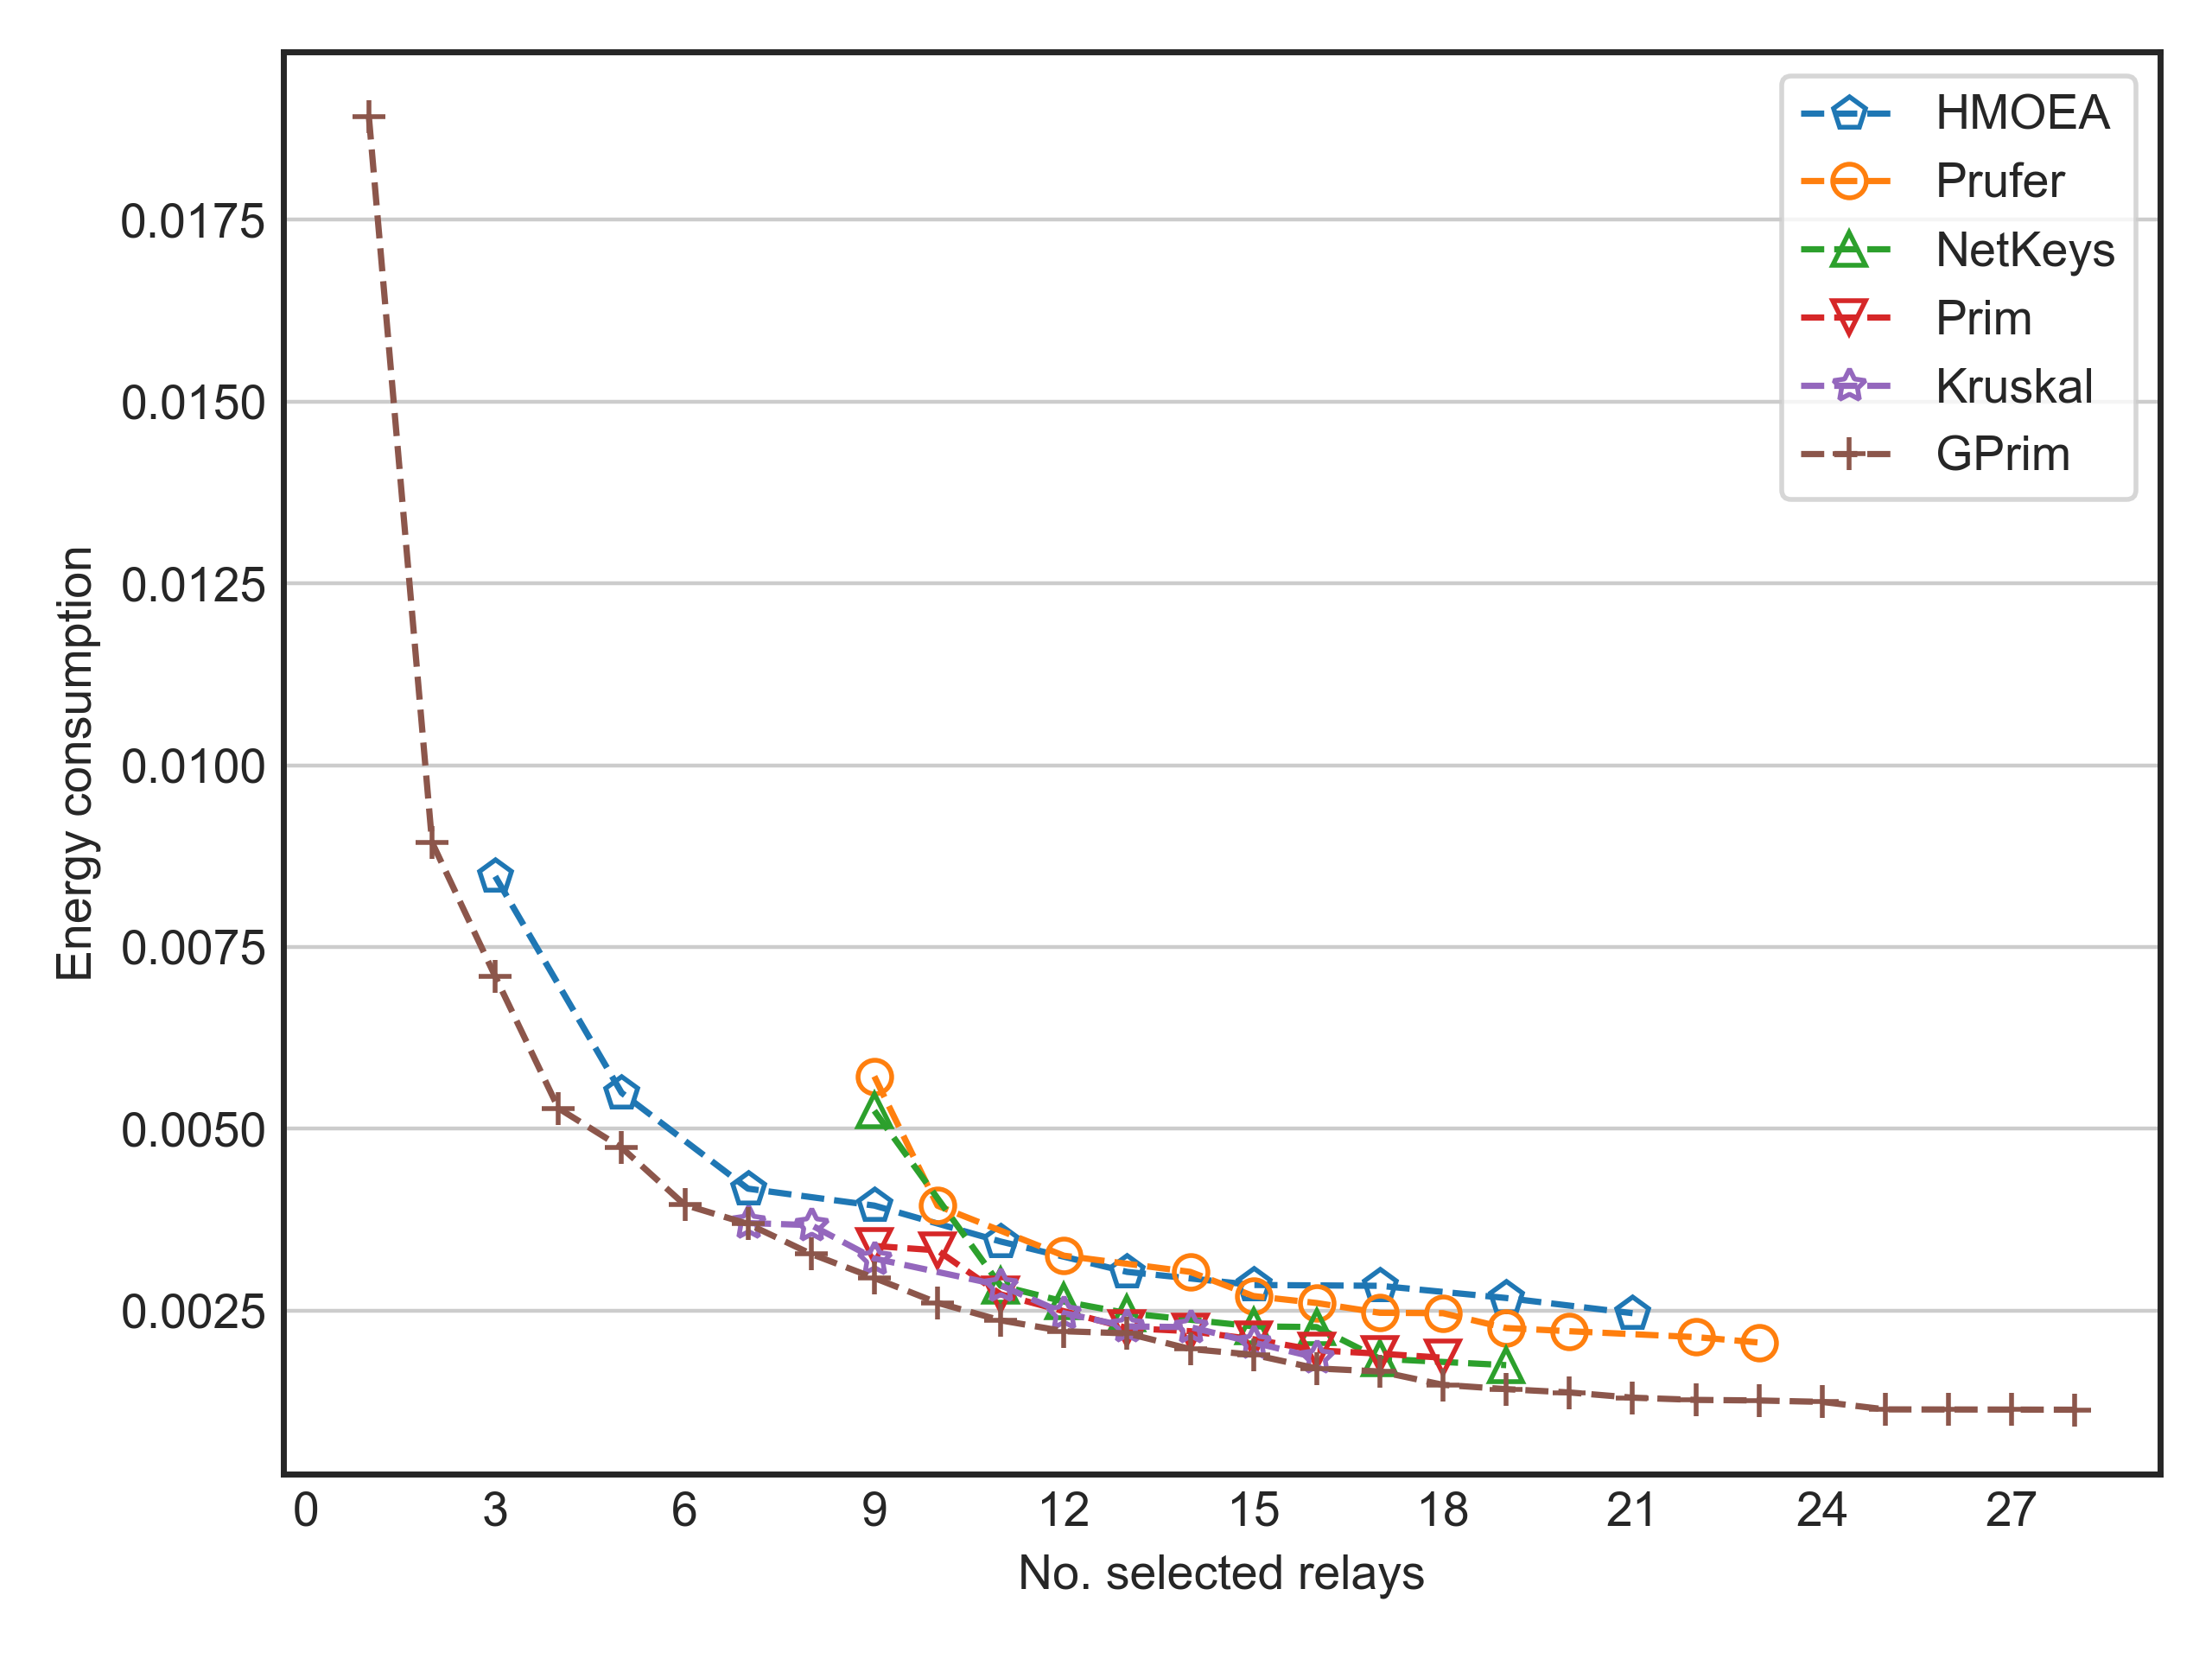 HMOEA
Prufer
NetKeys
Prim
Kruskal
GPrim
0.0175
0.0150
0.0125
0.0100
0.0075
0.0050
0.0025
Energy consumption
0 3 6 9 12 15 18 21 24 27
No. selected relays